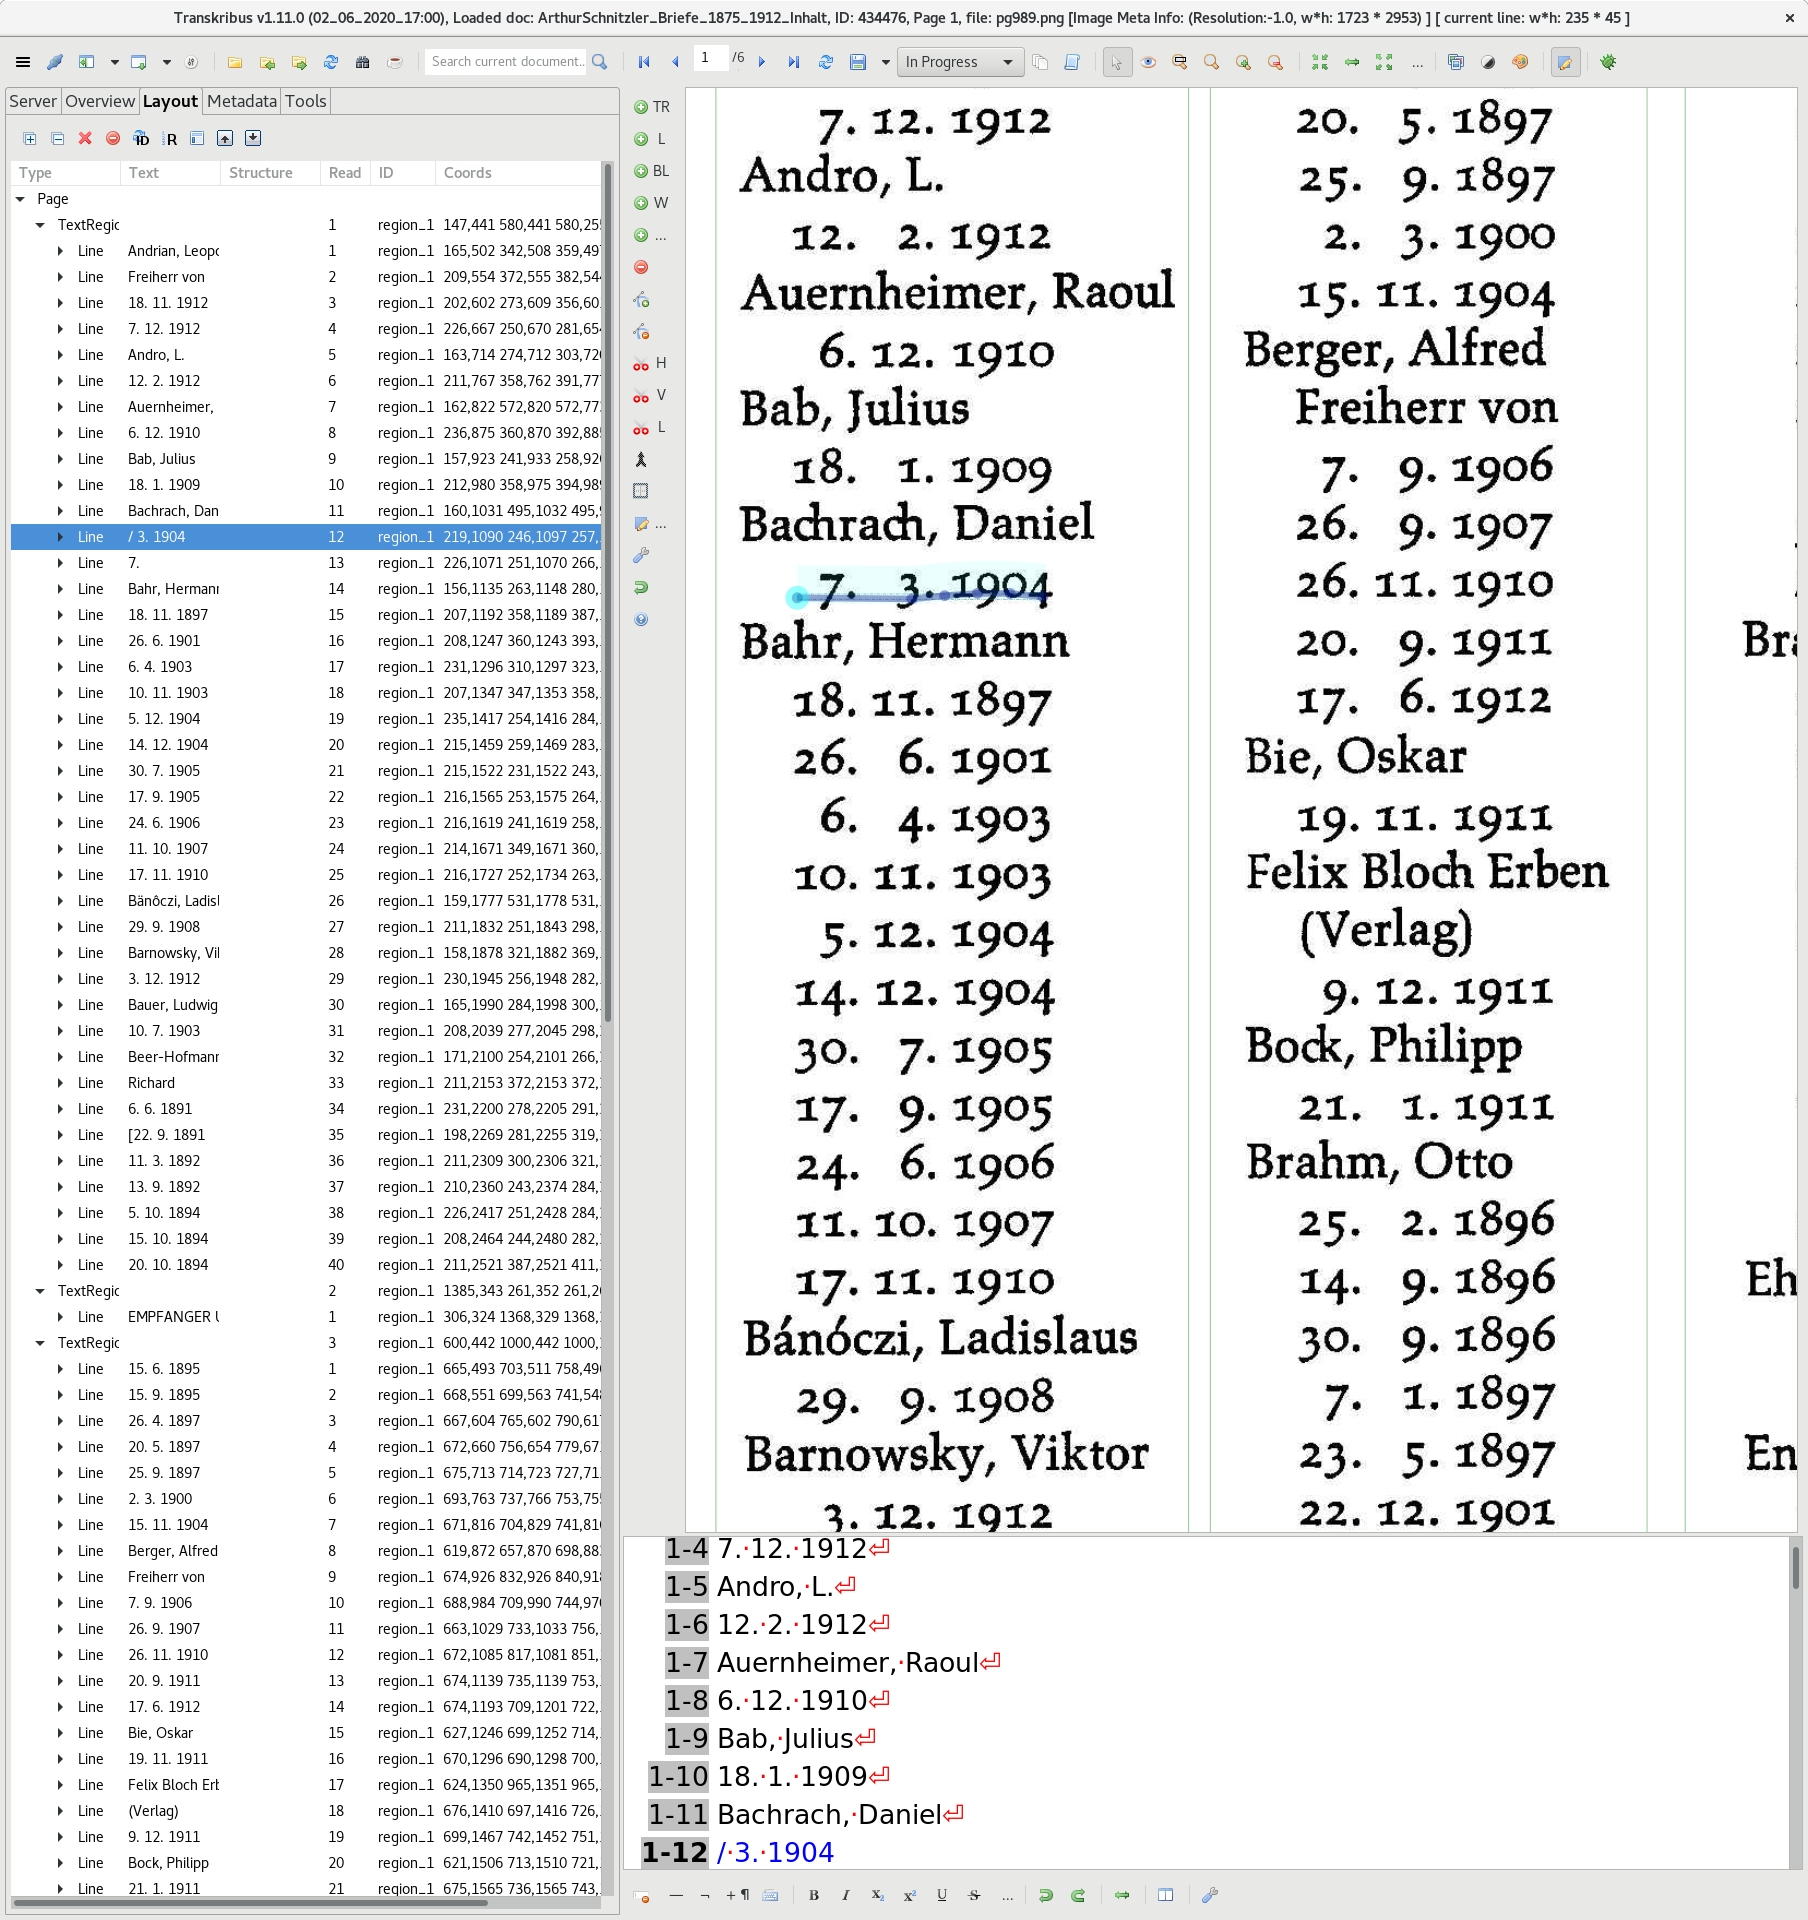 Transkribus v1.11.0 (02_06_2020_17:00), Loaded doc: ArthurSchnitzler_Briefe_1875_1912_Inhalt, ID: 434476, Page 1, file: pg989.png [Image Meta Info: (Resolution:-1.0, w*h: 1723 * 2953) ] [ current line: w*h: 235 * 45 ]
Search current document... 1 /6 In Progress ...
Server Overview Layout Metadata Tools
ID R
Type Text Structure Read ID Coords
Page
TextRegic 1 region_1 147,441 580,441 580,25
Line Andrian, Leopo 1 region_1 165,502 342,508 359,49
Line Freiherr von 2 region_1 209,554 372,555 382,54
Line 18. 11. 1912 3 region_1 202,602 273,609 356,60
Line 7. 12. 1912 4 region_1 226,667 250,670 281,654
Line Andro, L. 5 region_1 163,714 274,712 303,720
Line 12. 2. 1912 6 region_1 211,767 358,762 391,77
Line Auernheimer, 7 region_1 162,822 572,820 572,77
Line 6. 12. 1910 8 region_1 236,875 360,870 392,88
Line Bab, Julius 9 region_1 157,923 241,933 258,920
Line 18. 1. 1909 10 region_1 212,980 358,975 394,989
Line Bachrach, Dan 11 region_1 160,1031 495,1032 495,
Line / 3. 1904 12 region_1 219,1090 246,1097 257,
Line 7. 13 region_1 226,1071 251,1070 266,
Line Bahr, Hermann 14 region_1 156,1135 263,1148 280,
Line 18. 11. 1897 15 region_1 207,1192 358,1189 387,
Line 26. 6. 1901 16 region_1 208,1247 360,1243 393,
Line 6. 4. 1903 17 region_1 231,1296 310,1297 323,
Line 10. 11. 1903 18 region_1 207,1347 347,1353 358,
Line 5. 12. 1904 19 region_1 235,1417 254,1416 284,
Line 14. 12. 1904 20 region_1 215,1459 259,1469 283,
Line 30. 7. 1905 21 region_1 215,1522 231,1522 243,
Line 17. 9. 1905 22 region_1 216,1565 253,1575 264,
Line 24. 6. 1906 23 region_1 216,1619 241,1619 258,
Line 11. 10. 1907 24 region_1 214,1671 349,1671 360,
Line 17. 11. 1910 25 region_1 216,1727 252,1734 263,
Line Bänôczi, Ladisl 26 region_1 159,1777 531,1778 531,
Line 29. 9. 1908 27 region_1 211,1832 251,1843 298,
Line Barnowsky, Vil 28 region_1 158,1878 321,1882 369,
Line 3. 12. 1912 29 region_1 230,1945 256,1948 282,
Line Bauer, Ludwig 30 region_1 165,1990 284,1998 300,
Line 10. 7. 1903 31 region_1 208,2039 277,2045 298,
Line Beer-Hofmann 32 region_1 171,2100 254,2101 266,
Line Richard 33 region_1 211,2153 372,2153 372,
Line 6. 6. 1891 34 region_1 231,2200 278,2205 291,
Line [22. 9. 1891 35 region_1 198,2269 281,2255 319,
Line 11. 3. 1892 36 region_1 211,2309 300,2306 321,
Line 13. 9. 1892 37 region_1 210,2360 243,2374 284,
Line 5. 10. 1894 38 region_1 226,2417 251,2428 284,
Line 15. 10. 1894 39 region_1 208,2464 244,2480 282,
Line 20. 10. 1894 40 region_1 211,2521 387,2521 411,
TextRegic 2 region_1 1385,343 261,352 261,2
Line EMPFANGER U 1 region_1 306,324 1368,329 1368,
TextRegic 3 region_1 600,442 1000,442 1000,
Line 15. 6. 1895 1 region_1 665,493 703,511 758,49
Line 15. 9. 1895 2 region_1 668,551 699,563 741,548
Line 26. 4. 1897 3 region_1 667,604 765,602 790,61
Line 20. 5. 1897 4 region_1 672,660 756,654 779,67
Line 25. 9. 1897 5 region_1 675,713 714,723 727,71
Line 2. 3. 1900 6 region_1 693,763 737,766 753,75
Line 15. 11. 1904 7 region_1 671,816 704,829 741,81
Line Berger, Alfred 8 region_1 619,872 657,870 698,88
Line Freiherr von 9 region_1 674,926 832,926 840,918
Line 7. 9. 1906 10 region_1 688,984 709,990 744,97
Line 26. 9. 1907 11 region_1 663,1029 733,1033 756,
Line 26. 11. 1910 12 region_1 672,1085 817,1081 851,
Line 20. 9. 1911 13 region_1 674,1139 735,1139 753,
Line 17. 6. 1912 14 region_1 674,1193 709,1201 722,
Line Bie, Oskar 15 region_1 627,1246 699,1252 714,
Line 19. 11. 1911 16 region_1 670,1296 690,1298 700,
Line Felix Bloch Erb 17 region_1 624,1350 965,1351 965,
Line (Verlag) 18 region_1 676,1410 697,1416 726,
Line 9. 12. 1911 19 region_1 699,1467 742,1452 751,
Line Bock, Philipp 20 region_1 621,1506 713,1510 721,
Line 21. 1. 1911 21 region_1 675,1565 736,1565 743,
TR
L
BL
W
...
H
V
L
...
7. 12. 1912
Andro, L.
12. 2. 1912
Auernheimer, Raoul
6. 12. 1910
Bab, Julius
18. 1. 1909
Bachrach, Daniel
7. 3. 1904
Bahr, Hermann
18. 11. 1897
26. 6. 1901
6. 4. 1903
10. 11. 1903
5. 12. 1904
14. 12. 1904
30. 7. 1905
17. 9. 1905
24. 6. 1906
11. 10. 1907
17. 11. 1910
Bánóczi, Ladislaus
29. 9. 1908
Barnowsky, Viktor
3. 12. 1912
20. 5. 1897
25. 9. 1897
2. 3. 1900
15. 11. 1904
Berger, Alfred
Freiherr von
7. 9. 1906
26. 9. 1907
26. 11. 1910
20. 9. 1911
17. 6. 1912
Bie, Oskar
19. 11. 1911
Felix Bloch Erben
(Verlag)
9. 12. 1911
Bock, Philipp
21. 1. 1911
Brahm, Otto
25. 2. 1896
14. 9. 1896
30. 9. 1896
7. 1. 1897
23. 5. 1897
22. 12. 1901
Bra
Eh
En
1-4 7.·12.·1912
1-5 Andro,·L.
1-6 12.·2.·1912
1-7 Auernheimer,·Raoul
1-8 6.·12.·1910
1-9 Bab,·Julius
1-10 18.·1.·1909
1-11 Bachrach,·Daniel
1-12 /·3.·1904
— ¬ +¶ B I X₂ x² U S ...